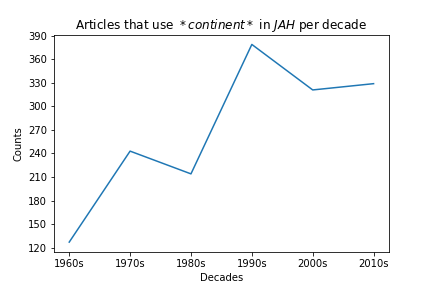 Articles that use *continent* in JAH per decade
390
360
330
300
270
240
210
180
150
120
Counts
1960s 1970s 1980s 1990s 2000s 2010s
Decades